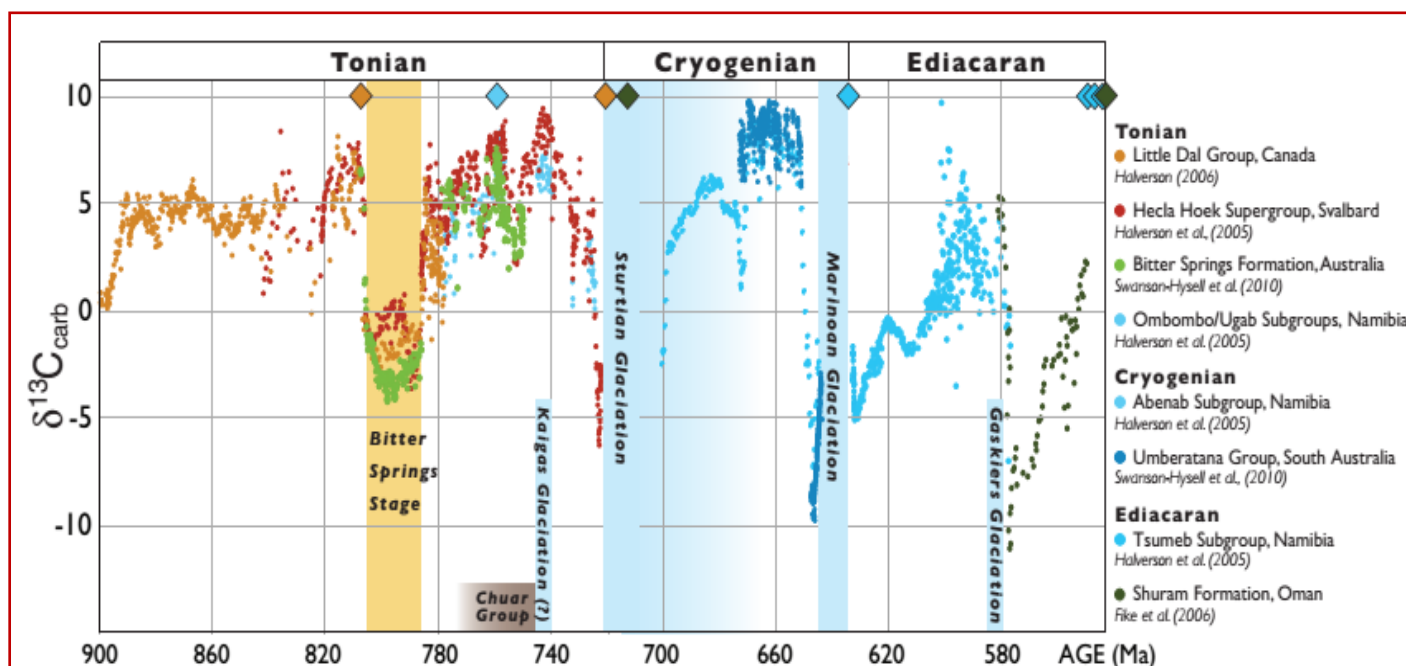 Tonian Cryogenian Ediacaran
10
5
0
-5
-10
δ13Ccarb
Bitter
Springs
Stage
Chuar
Group
Kaigas Glaciation (?)
Sturtian Glaciation
Marinoan Glaciation
Gaskiers Glaciation
900 860 820 780 740 700 660 620 580 AGE (Ma)
Tonian
Little Dal Group, Canada
Halverson (2006)
Hecla Hoek Supergroup, Svalbard
Halverson et al., (2005)
Bitter Springs Formation, Australia
Swanson-Hysell et al. (2010)
Ombombo/Ugab Subgroups, Namibia
Halverson et al. (2005)
Cryogenian
Abenab Subgroup, Namibia
Halverson et al. (2005)
Umberatana Group, South Australia
Swanson-Hysell et al., (2010)
Ediacaran
Tsumeb Subgroup, Namibia
Halverson et al. (2005)
Shuram Formation, Oman
Fike et al. (2006)